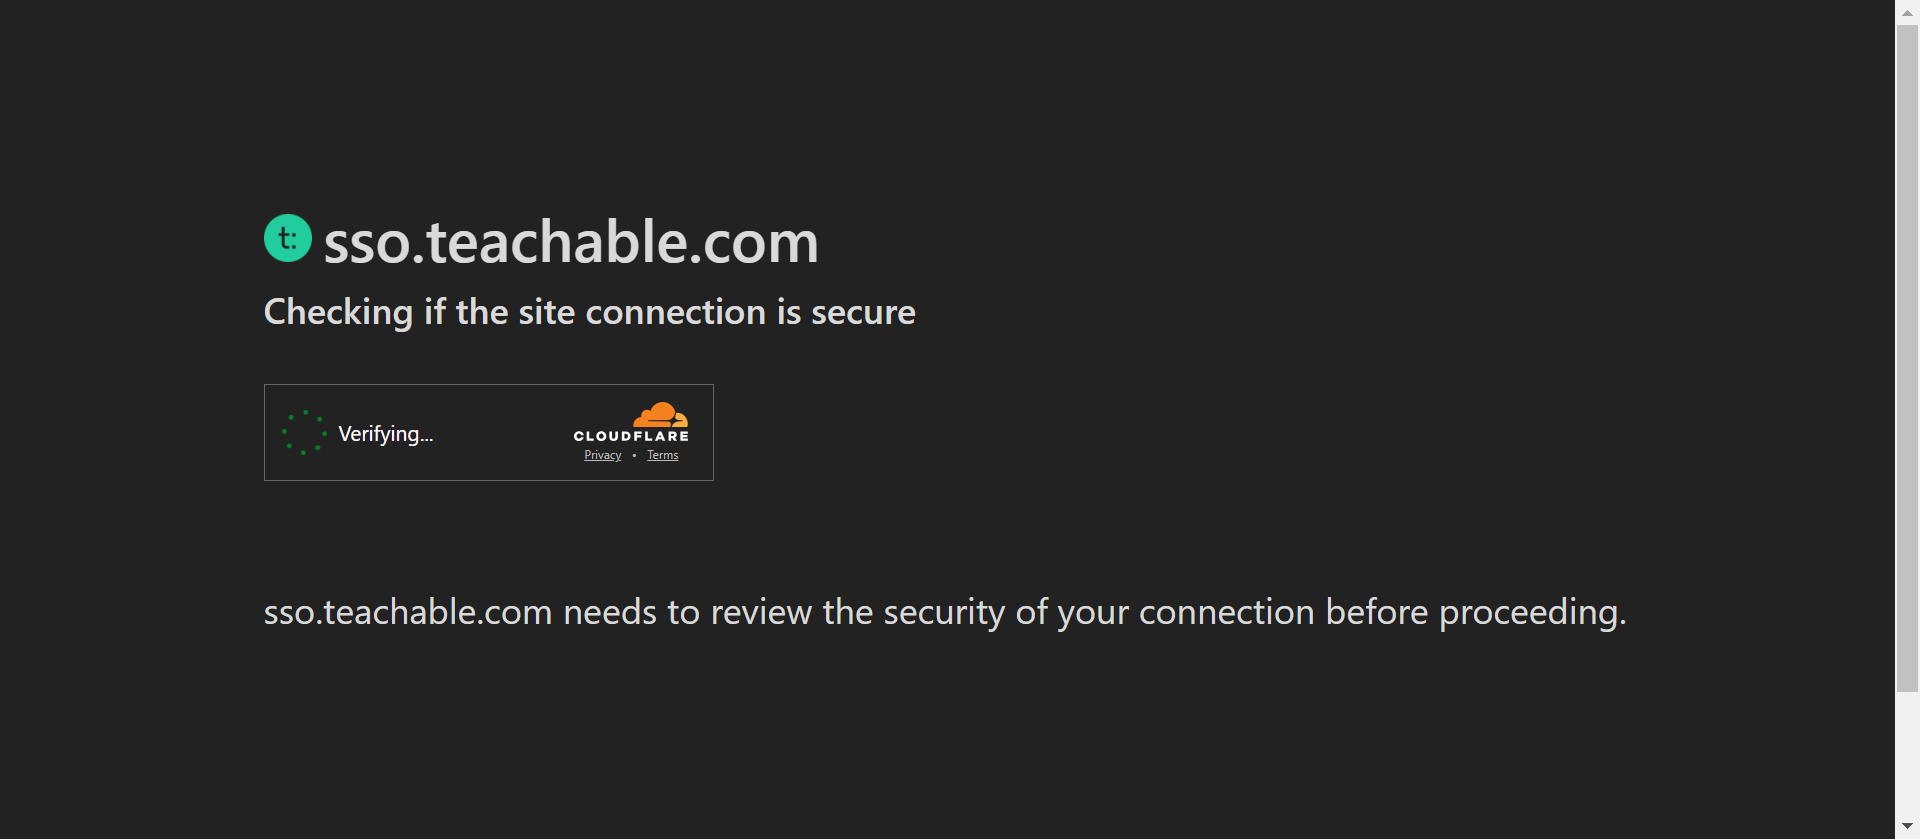 t: sso.teachable.com
Checking if the site connection is secure
Verifying...
CLOUDFLARE
Privacy • Terms
sso.teachable.com needs to review the security of your connection before proceeding.